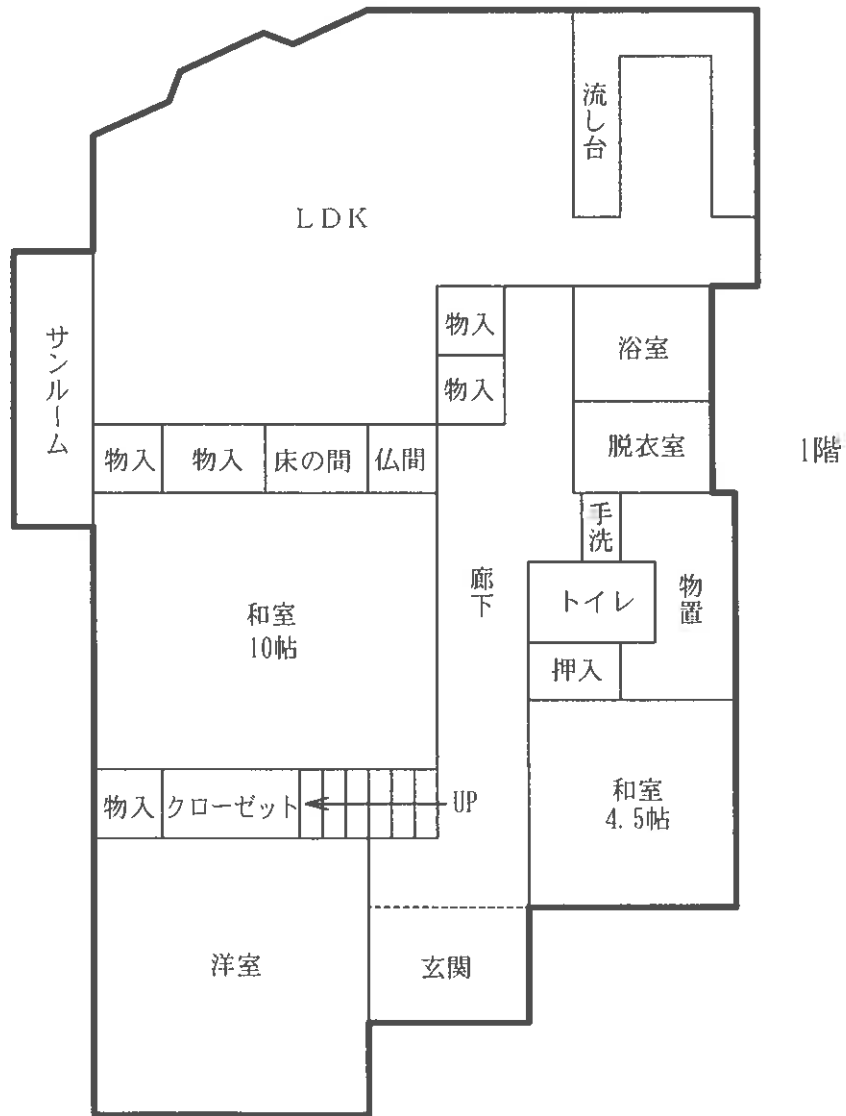 流し台
LDK
物入
サンルーム
浴室
物入
脱衣室
1階
物入
物入
床の間
仏間
手洗
廊下
トイレ
物置
和室
10帖
押入
物入
クローゼット
UP
和室
4.5帖
洋室
玄関